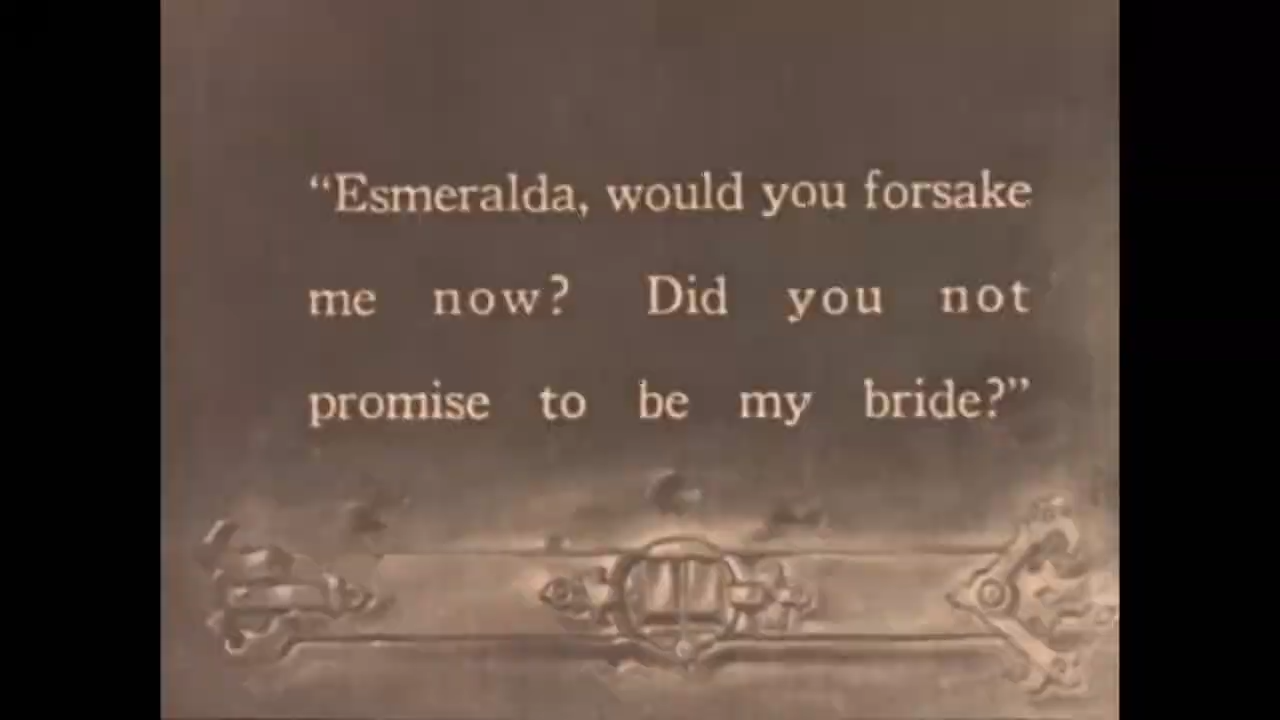 “Esmeralda, would you forsake
me now? Did you not
promise to be my bride?”